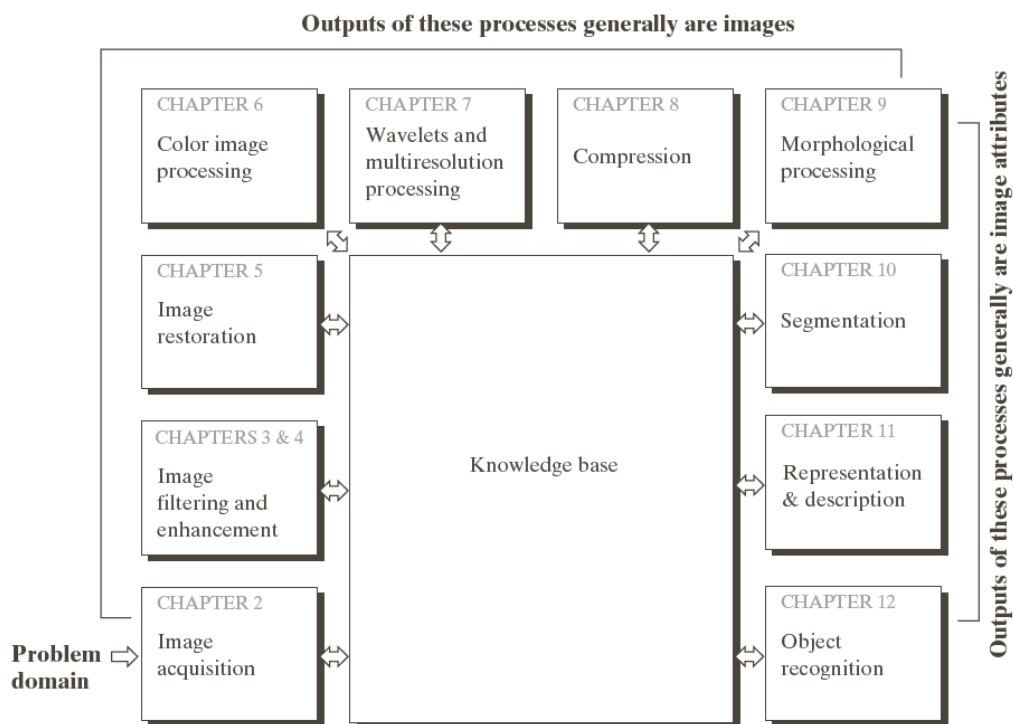 Outputs of these processes generally are images
CHAPTER 6
Color image
processing
CHAPTER 7
Wavelets and
multiresolution
processing
CHAPTER 8
Compression
CHAPTER 9
Morphological
processing
Outputs of these processes generally are image attributes
CHAPTER 5
Image
restoration
CHAPTER 10
Segmentation
CHAPTERS 3 & 4
Image
filtering and
enhancement
Knowledge base
CHAPTER 11
Representation
& description
CHAPTER 2
Image
acquisition
CHAPTER 12
Object
recognition
Problem
domain